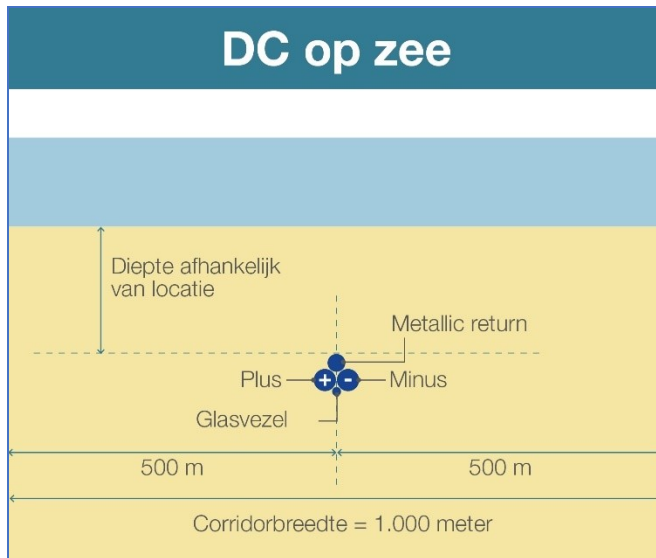 DC op zee
Diepte afhankelijk
van locatie
Metallic return
Plus
+
-
Minus
Glasvezel
500 m
500 m
Corridorbreedte = 1.000 meter